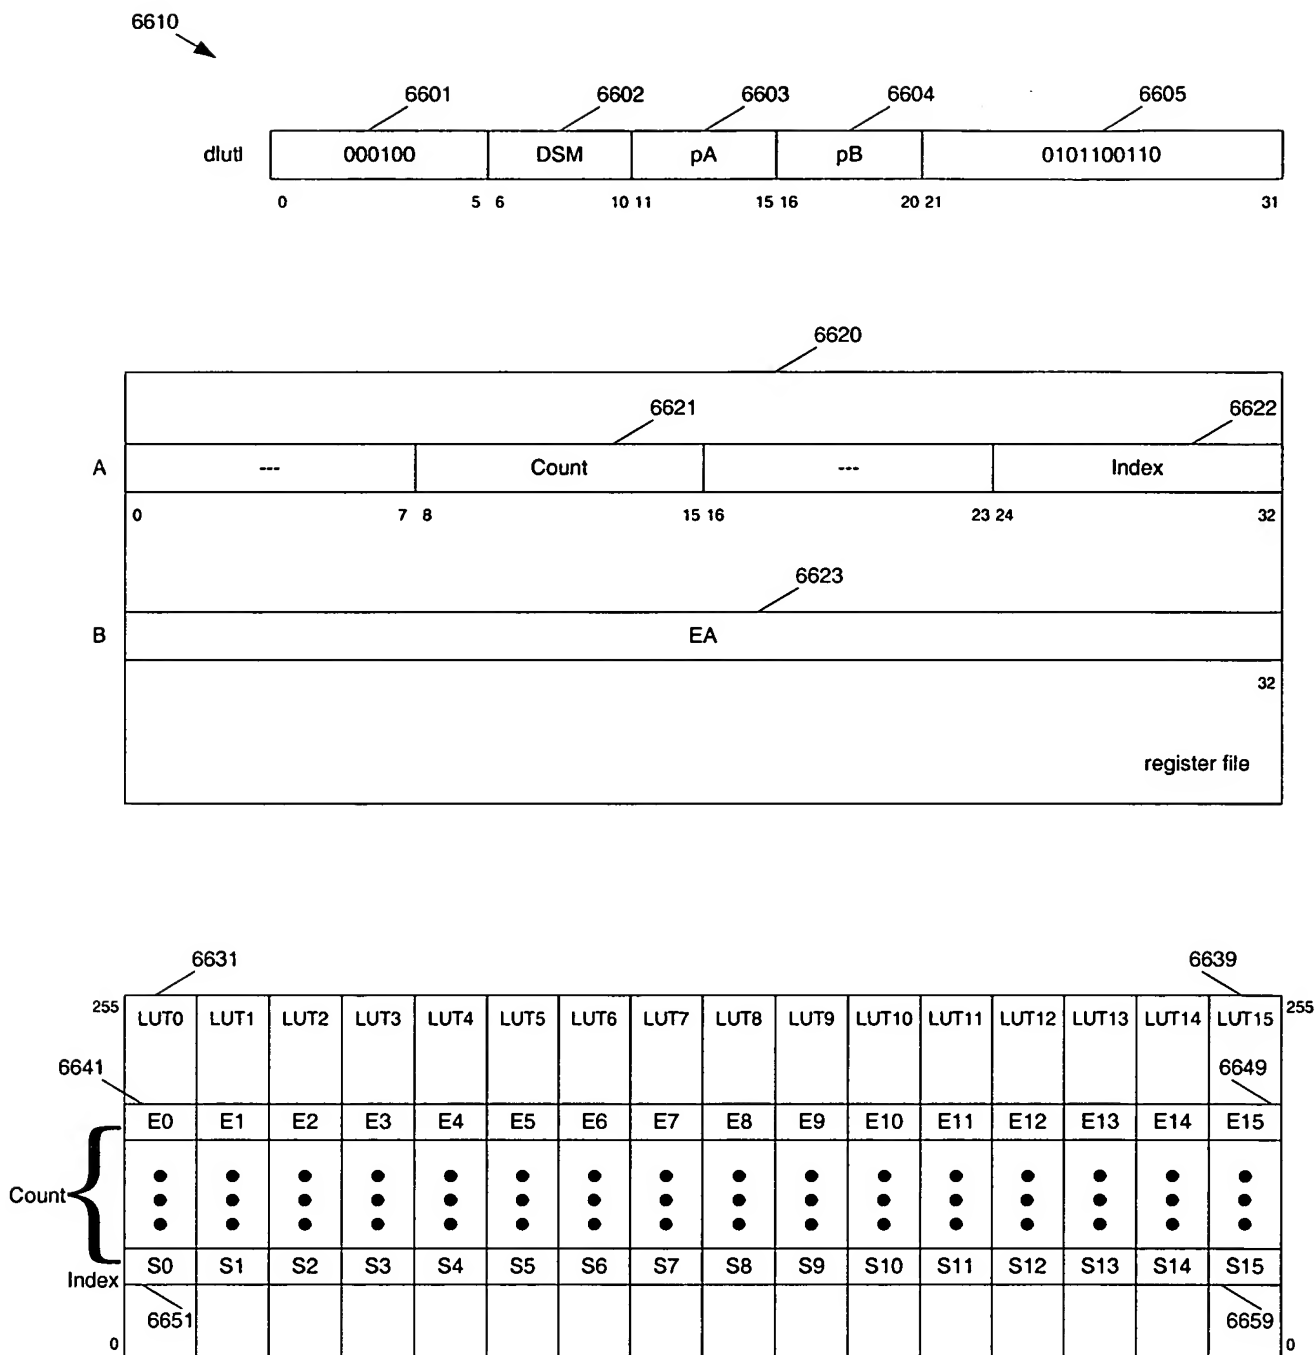 6610
6601 6602 6603 6604 6605
dlutl 000100 DSM pA pB 0101100110
0 5 6 10 11 15 16 20 21 31
6620
6621 6622
A --- Count --- Index
0 7 8 15 16 23 24 32
6623
B EA
32
register file
6631 6639
255 LUT0 LUT1 LUT2 LUT3 LUT4 LUT5 LUT6 LUT7 LUT8 LUT9 LUT10 LUT11 LUT12 LUT13 LUT14 LUT15 255
6641 6649
E0 E1 E2 E3 E4 E5 E6 E7 E8 E9 E10 E11 E12 E13 E14 E15
Count
Index S0 S1 S2 S3 S4 S5 S6 S7 S8 S9 S10 S11 S12 S13 S14 S15
6651 6659
0 0